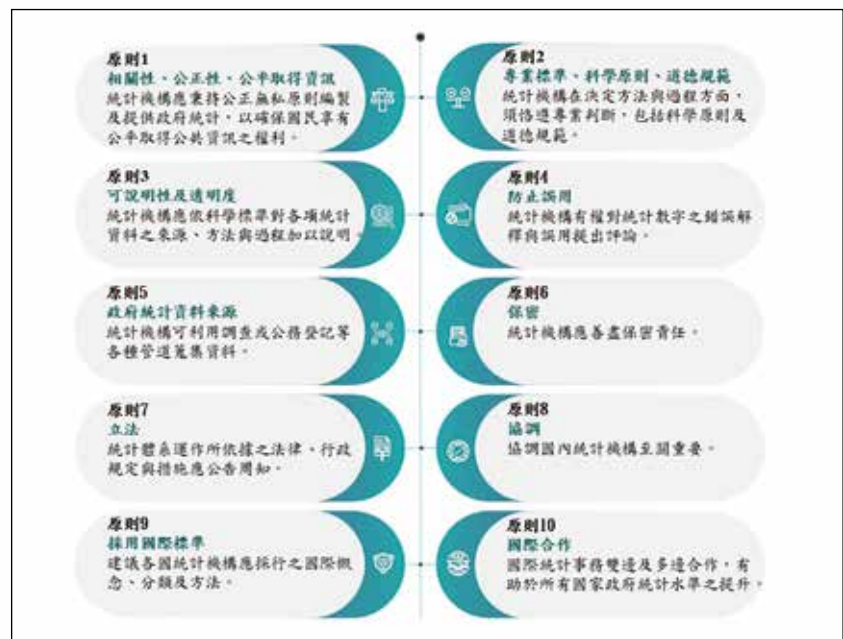 原則1
相關性、公正性、公平取得資訊
統計機構應秉持公正無私原則編製
及提供政府統計，以確保國民享有
公平取得公共資訊之權利。
原則2
專業標準、科學原則、道德規範
統計機構在決定方法與過程方面，
須恪遵專業判斷，包括科學原則及
道德規範。
原則3
可說明性及透明度
統計機構應依科學標準對各項統計
資料之來源、方法與過程加以說明。
原則4
防止誤用
統計機構有權對統計數字之錯誤解
釋與誤用提出評論。
原則5
政府統計資料來源
統計機構可利用調查或公務登記等
各種管道蒐集資料。
原則6
保密
統計機構應善盡保密責任。
原則7
立法
統計體系運作所依據之法律、行政
規定與措施應公告周知。
原則8
協調
協調國內統計機構至關重要。
原則9
採用國際標準
建議各國統計機構應採行之國際概
念、分類及方法。
原則10
國際合作
國際統計事務雙邊及多邊合作，有
助於所有國家政府統計水準之提升。